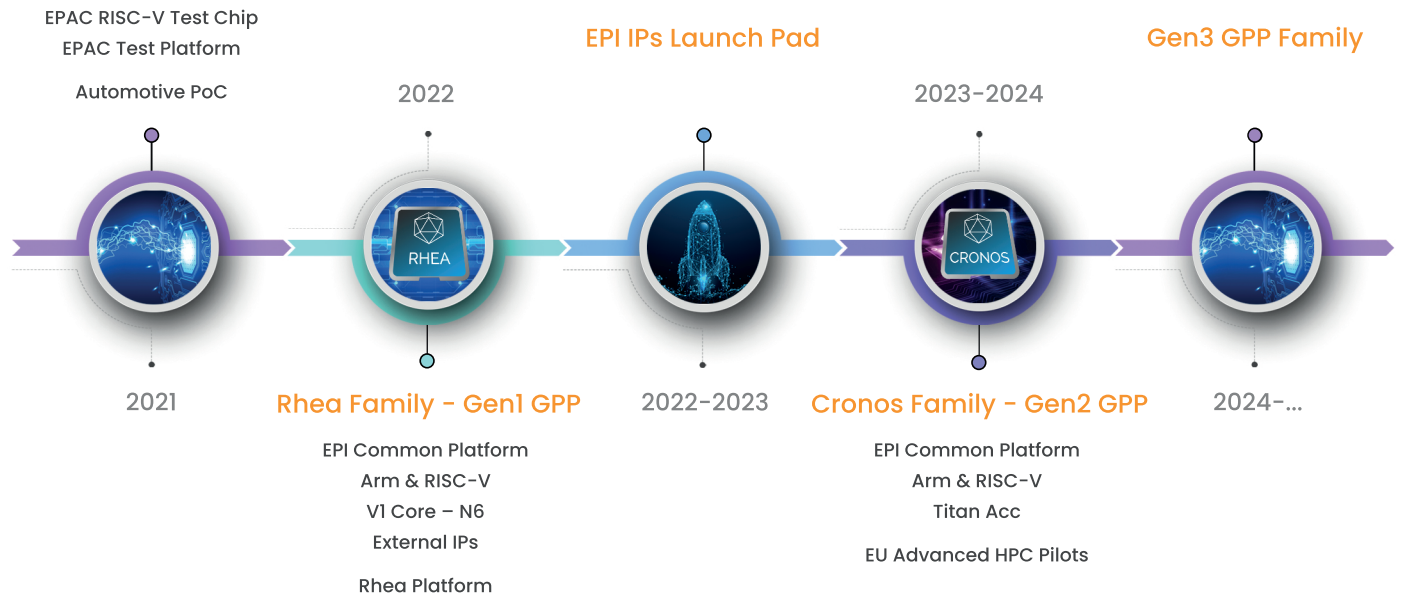 EPAC RISC-V Test Chip
EPAC Test Platform
Automotive PoC
2021
2022
RHEA
Rhea Family - Gen1 GPP
EPI Common Platform
Arm & RISC-V
V1 Core – N6
External IPs
Rhea Platform
EPI IPs Launch Pad
2022-2023
2023-2024
CRONOS
Cronos Family - Gen2 GPP
EPI Common Platform
Arm & RISC-V
Titan Acc
EU Advanced HPC Pilots
Gen3 GPP Family
2024-...